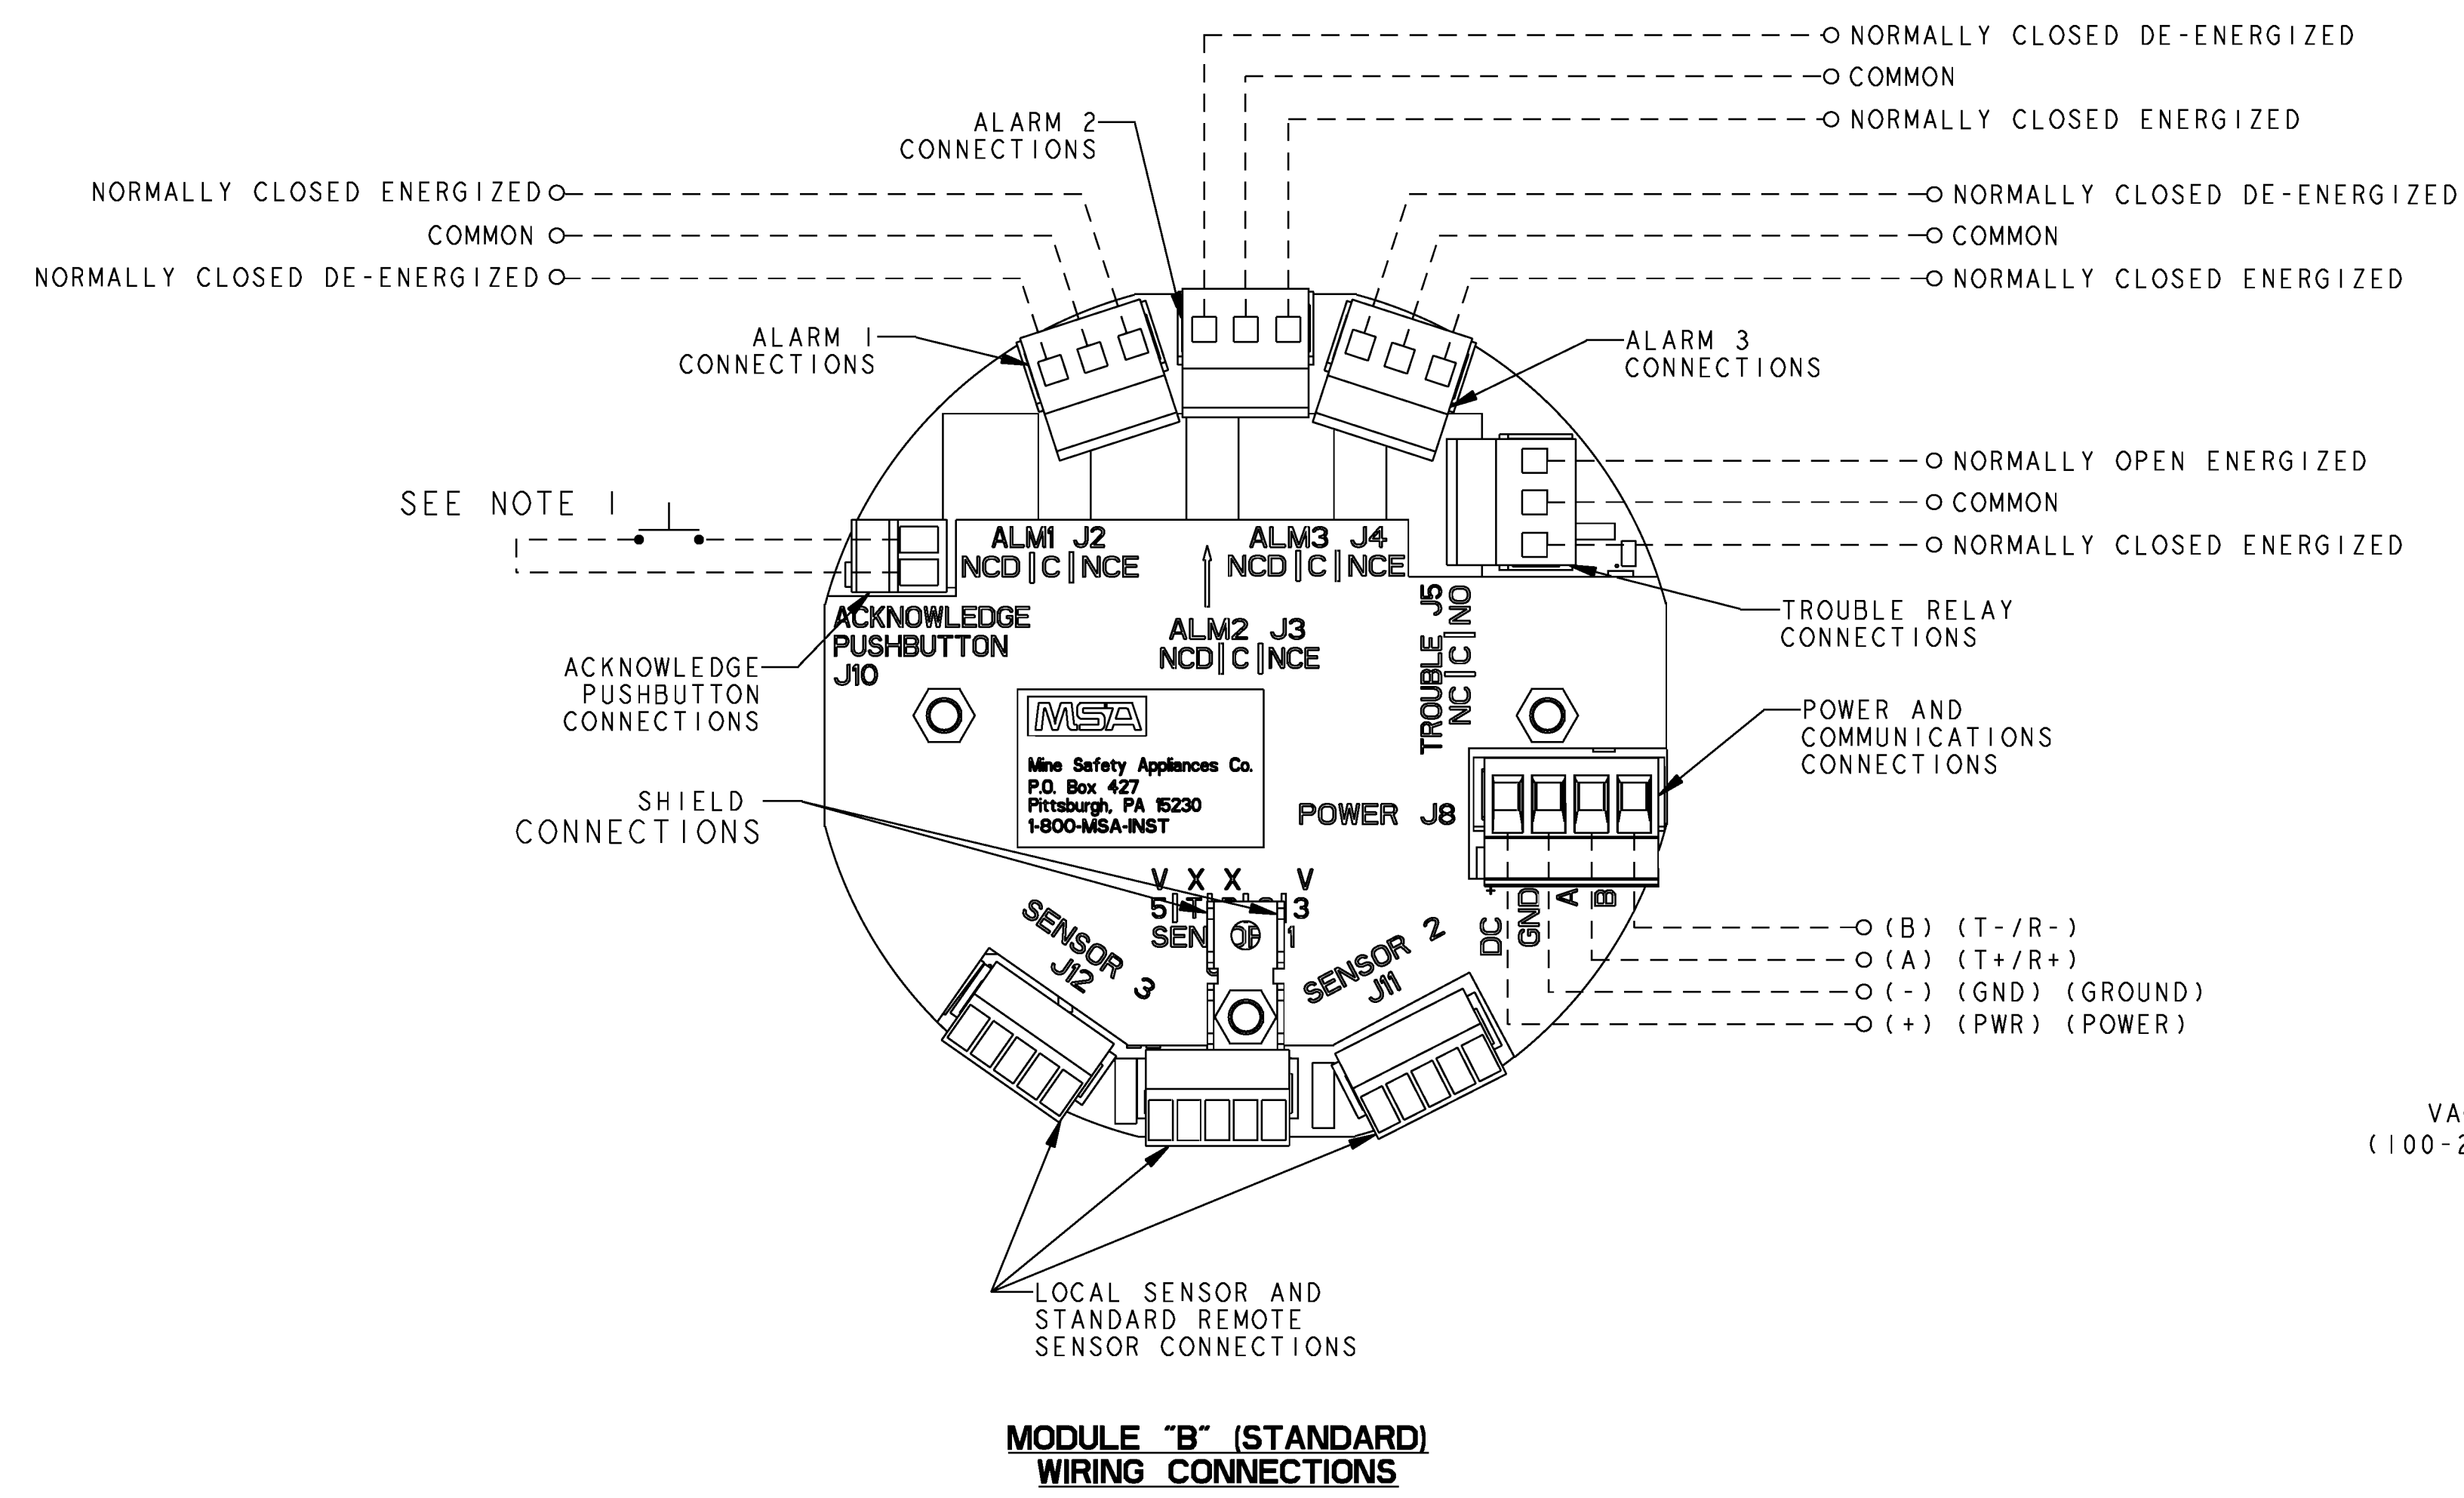 NORMALLY CLOSED DE-ENERGIZED
COMMON
NORMALLY CLOSED ENERGIZED
ALARM 2
CONNECTIONS
NORMALLY CLOSED ENERGIZED
COMMON
NORMALLY CLOSED DE-ENERGIZED
NORMALLY CLOSED DE-ENERGIZED
COMMON
NORMALLY CLOSED ENERGIZED
ALARM 1
CONNECTIONS
ALARM 3
CONNECTIONS
NORMALLY OPEN ENERGIZED
COMMON
NORMALLY CLOSED ENERGIZED
SEE NOTE 1
ALM1 J2
NCD|C|NCE
ALM3 J4
NCD|C|NCE
ACKNOWLEDGE
PUSHBUTTON
J10
ALM2 J3
NCD|C|NCE
TROUBLE J5
NC|C|NO
TROUBLE RELAY
CONNECTIONS
ACKNOWLEDGE
PUSHBUTTON
CONNECTIONS
MSA
Mine Safety Appliances Co.
P.O. Box 427
Pittsburgh, PA 15230
1-800-MSA-INST
POWER AND
COMMUNICATIONS
CONNECTIONS
SHIELD
CONNECTIONS
POWER J8
V X X V
5|T 3
1
SENSOR 3
J12
SENSOR 2
J11
DC +
GND
A
B
(B) (T-/R-)
(A) (T+/R+)
(-) (GND) (GROUND)
(+) (PWR) (POWER)
LOCAL SENSOR AND
STANDARD REMOTE
SENSOR CONNECTIONS
MODULE "B" (STANDARD)
WIRING CONNECTIONS